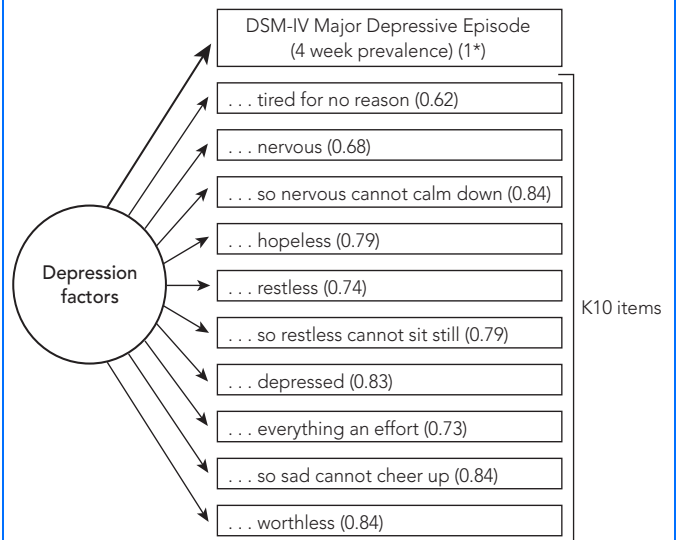 DSM-IV Major Depressive Episode
(4 week prevalence) (1*)
. . . tired for no reason (0.62)
. . . nervous (0.68)
. . . so nervous cannot calm down (0.84)
. . . hopeless (0.79)
Depression
factors
. . . restless (0.74)
K10 items
. . . so restless cannot sit still (0.79)
. . . depressed (0.83)
. . . everything an effort (0.73)
. . . so sad cannot cheer up (0.84)
. . . worthless (0.84)